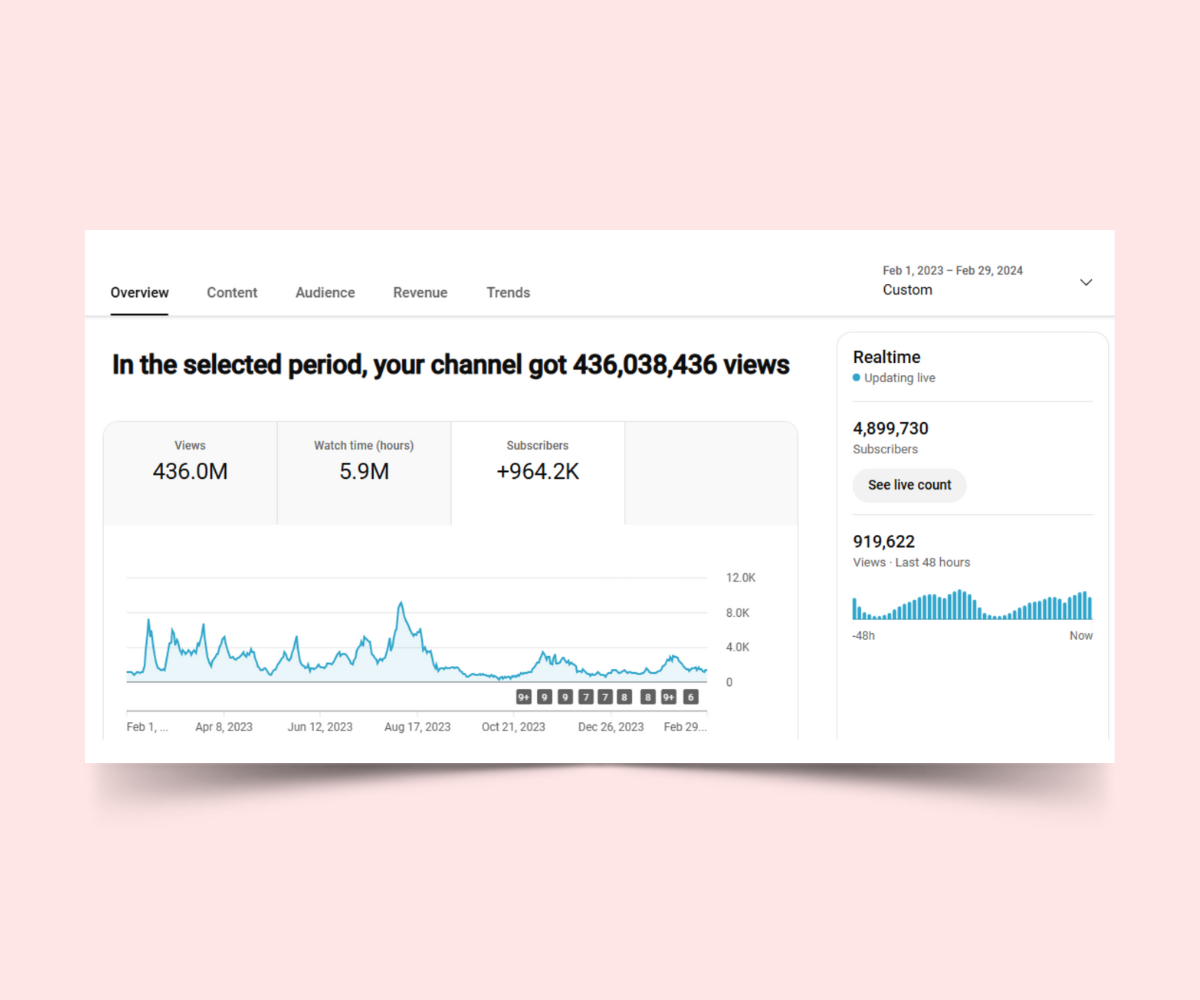 Feb 1, 2023 – Feb 29, 2024
Overview Content Audience Revenue Trends Custom
In the selected period, your channel got 436,038,436 views
Views Watch time (hours) Subscribers
436.0M 5.9M +964.2K
12.0K
8.0K
4.0K
0
9+ 9 9 7 7 8 8 9+ 6
Feb 1, ... Apr 8, 2023 Jun 12, 2023 Aug 17, 2023 Oct 21, 2023 Dec 26, 2023 Feb 29...
Realtime
Updating live
4,899,730
Subscribers
See live count
919,622
Views · Last 48 hours
-48h Now